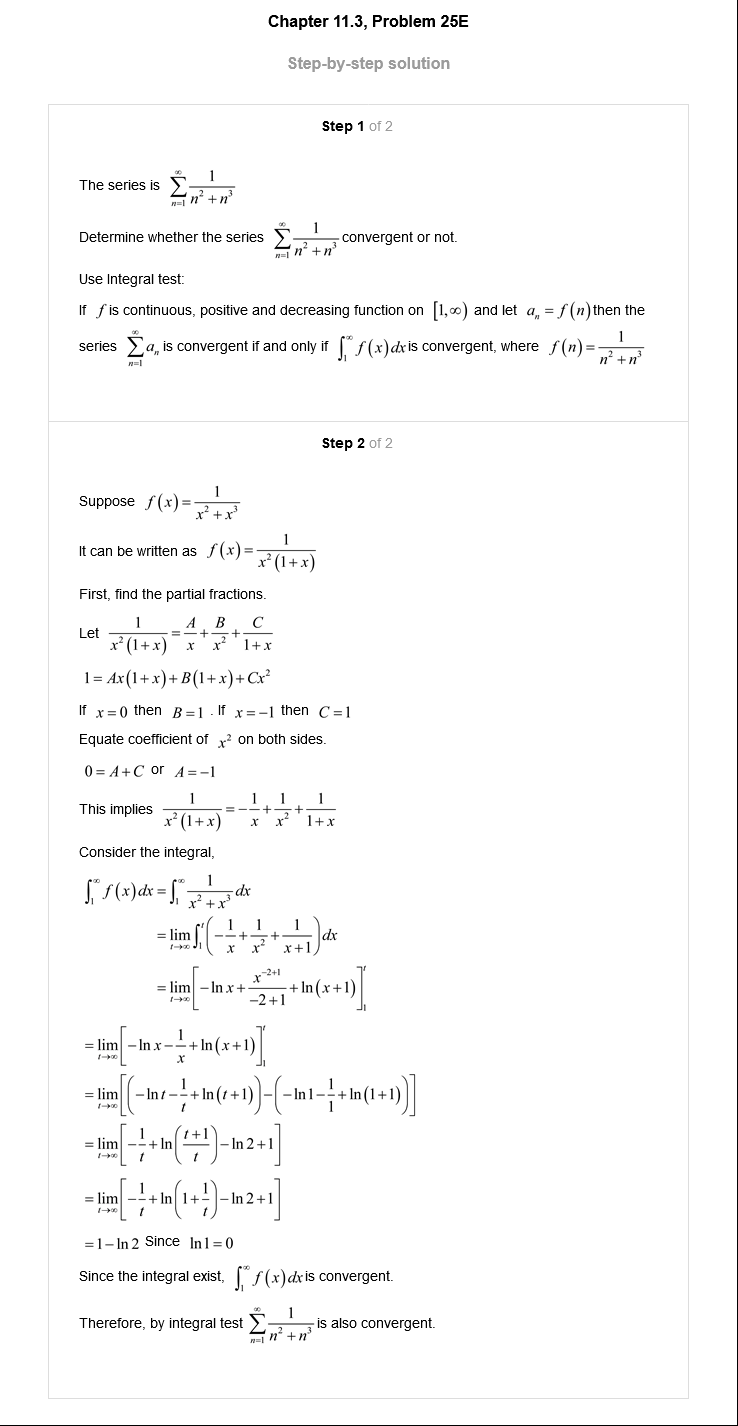 Chapter 11.3, Problem 25E
Step-by-step solution
Step 1 of 2
The series is $\sum_{n=1}^{\infty} \frac{1}{n^2+n^3}$
Determine whether the series $\sum_{n=1}^{\infty} \frac{1}{n^2+n^3}$ convergent or not.
Use Integral test:
If $f$ is continuous, positive and decreasing function on $[1,\infty)$ and let $a_n = f(n)$ then the
series $\sum_{n=1}^{\infty} a_n$ is convergent if and only if $\int_1^{\infty} f(x)dx$ is convergent, where $f(n) = \frac{1}{n^2+n^3}$
Step 2 of 2
Suppose $f(x) = \frac{1}{x^2+x^3}$
It can be written as $f(x) = \frac{1}{x^2(1+x)}$
First, find the partial fractions.
Let $\frac{1}{x^2(1+x)} = \frac{A}{x}+\frac{B}{x^2}+\frac{C}{1+x}$
$1 = Ax(1+x)+B(1+x)+Cx^2$
If $x=0$ then $B=1$ . If $x=-1$ then $C=1$
Equate coefficient of $x^2$ on both sides.
$0 = A+C$ or $A=-1$
This implies $\frac{1}{x^2(1+x)} = -\frac{1}{x}+\frac{1}{x^2}+\frac{1}{1+x}$
Consider the integral,
$\int_1^{\infty} f(x)dx = \int_1^{\infty} \frac{1}{x^2+x^3}dx$
$= \lim_{t\to\infty} \int_1^t \left(-\frac{1}{x}+\frac{1}{x^2}+\frac{1}{x+1}\right)dx$
$= \lim_{t\to\infty} \left[-\ln x+\frac{x^{-2+1}}{-2+1}+\ln(x+1)\right]_1^t$
$= \lim_{t\to\infty} \left[-\ln x-\frac{1}{x}+\ln(x+1)\right]_1^t$
$= \lim_{t\to\infty} \left[\left(-\ln t-\frac{1}{t}+\ln(t+1)\right)-\left(-\ln 1-\frac{1}{1}+\ln(1+1)\right)\right]$
$= \lim_{t\to\infty} \left[-\frac{1}{t}+\ln\left(\frac{t+1}{t}\right)-\ln 2+1\right]$
$= \lim_{t\to\infty} \left[-\frac{1}{t}+\ln\left(1+\frac{1}{t}\right)-\ln 2+1\right]$
$= 1-\ln 2$ Since $\ln 1 = 0$
Since the integral exist, $\int_1^{\infty} f(x)dx$ is convergent.
Therefore, by integral test $\sum_{n=1}^{\infty} \frac{1}{n^2+n^3}$ is also convergent.